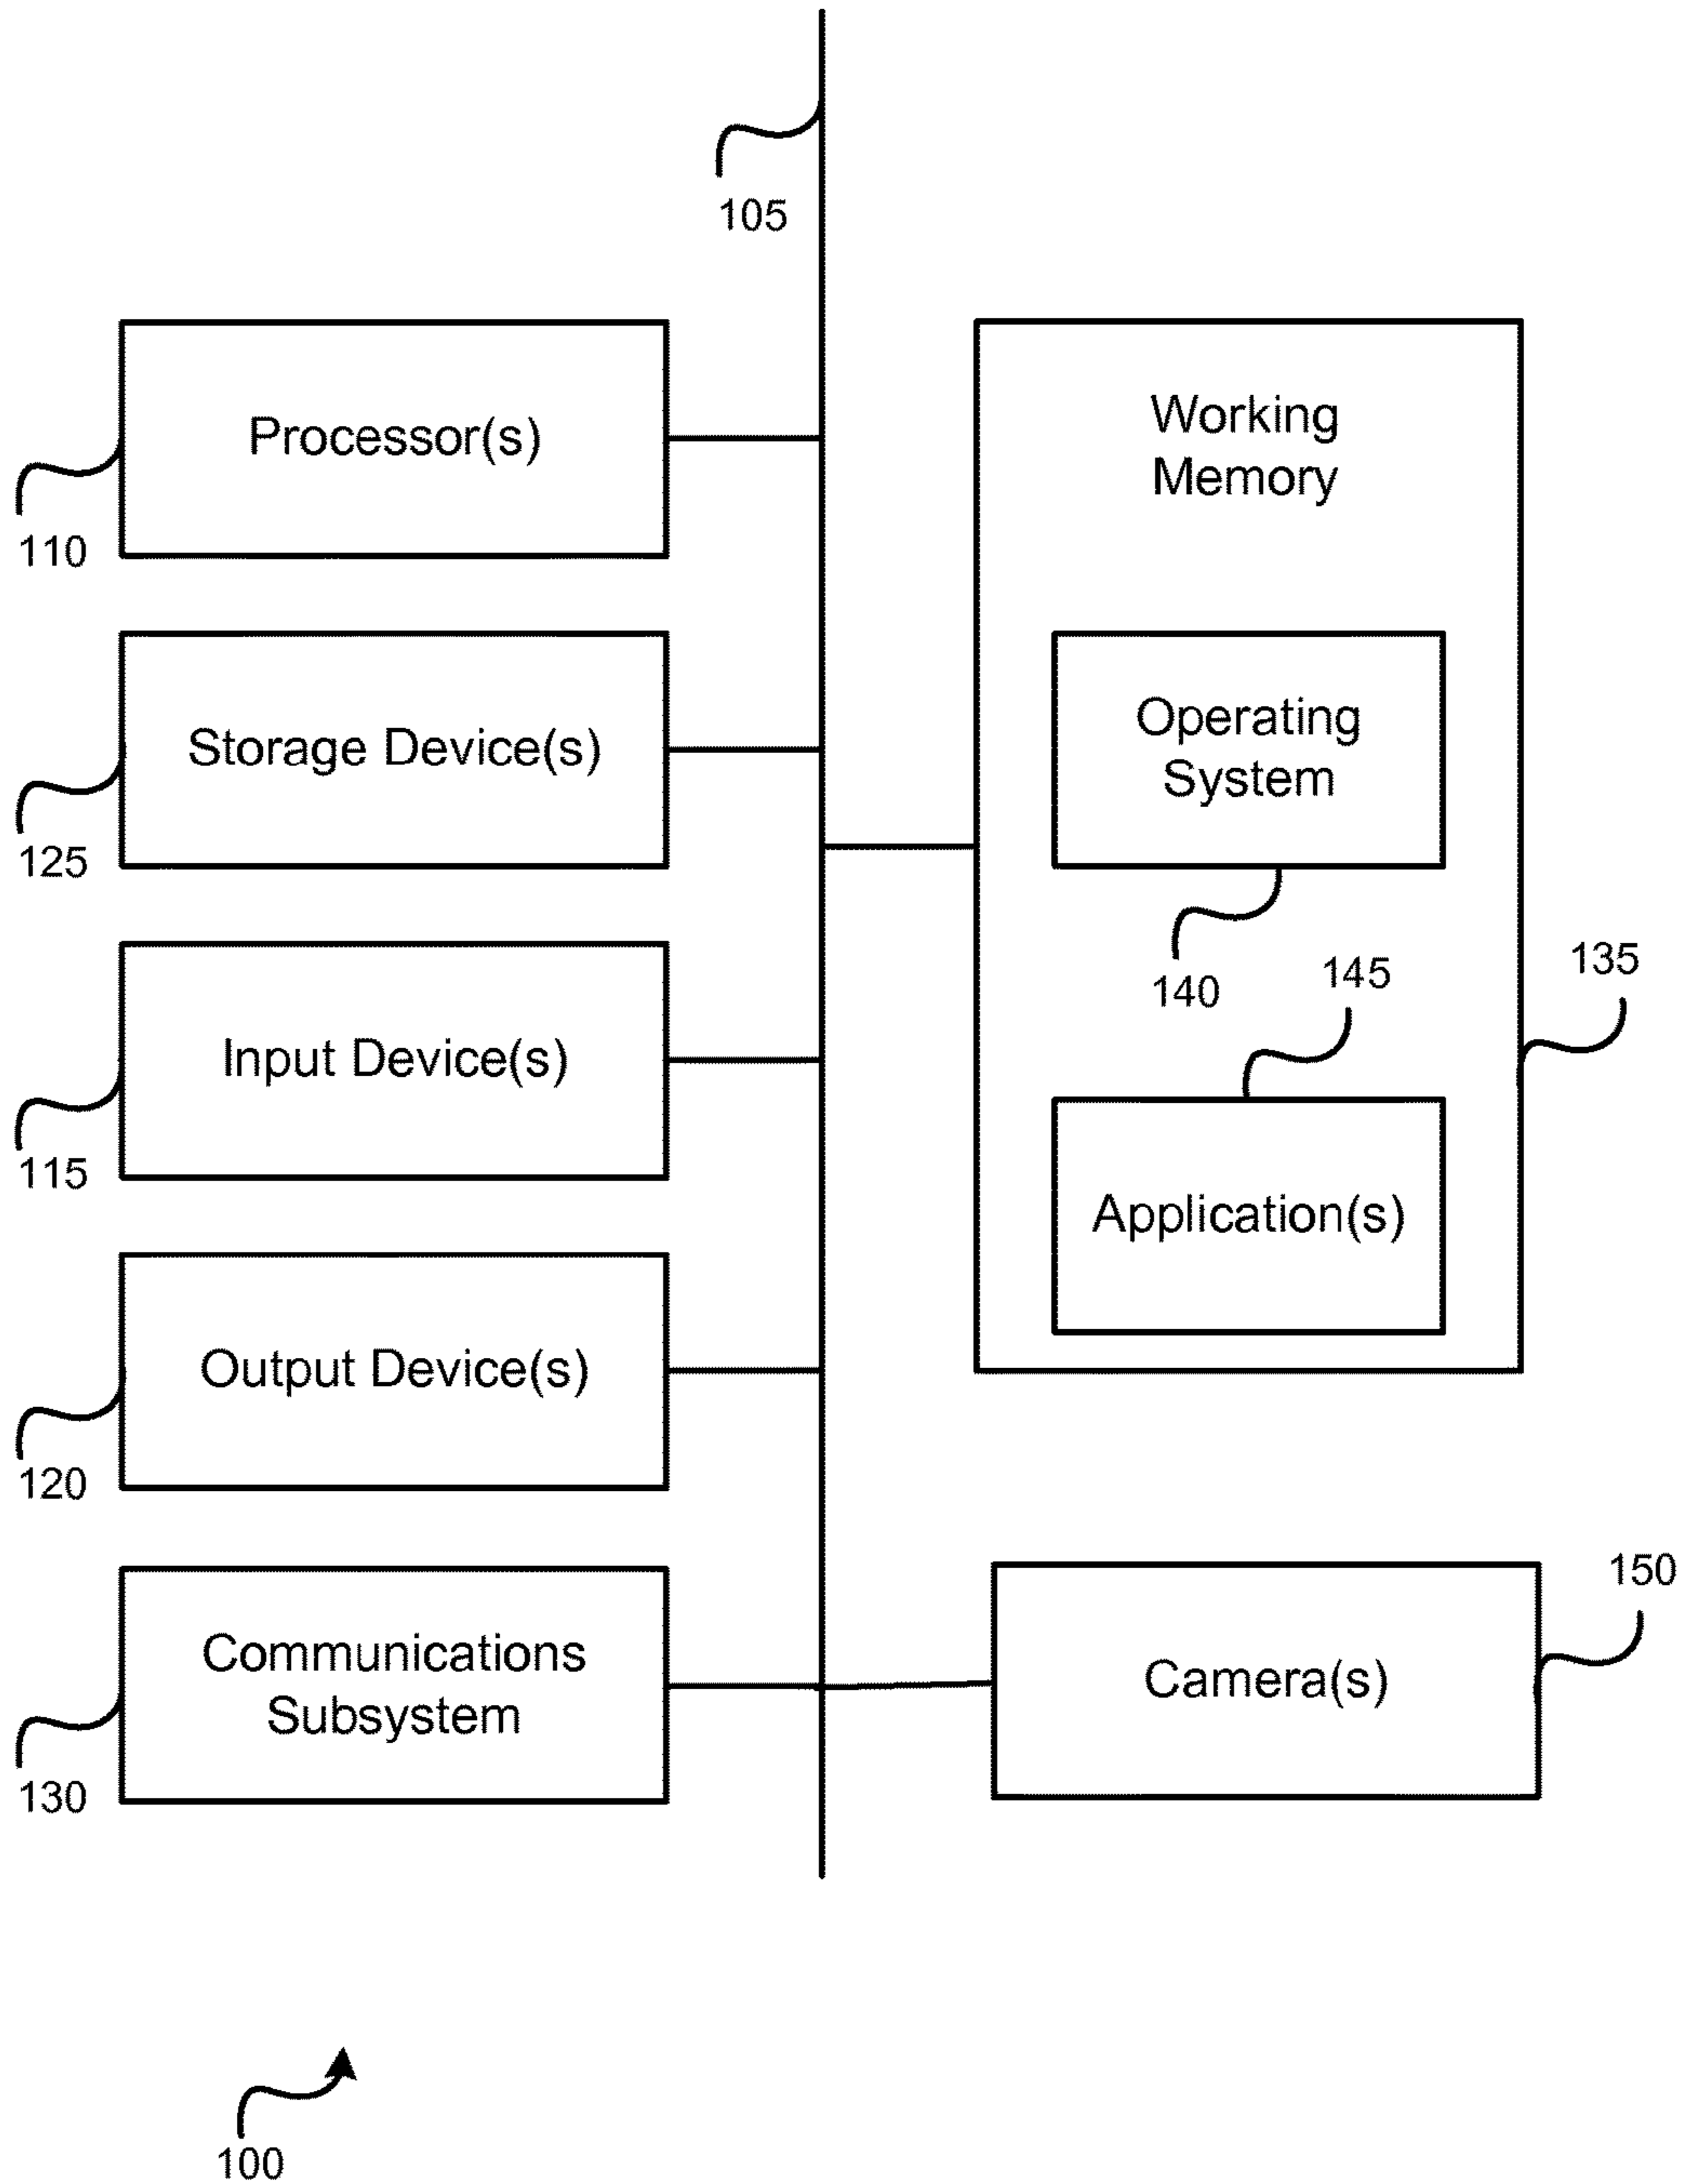 105
Processor(s)
110
Storage Device(s)
125
Input Device(s)
115
Output Device(s)
120
Communications
Subsystem
130
Working
Memory
Operating
System
140
145
135
Application(s)
150
Camera(s)
100